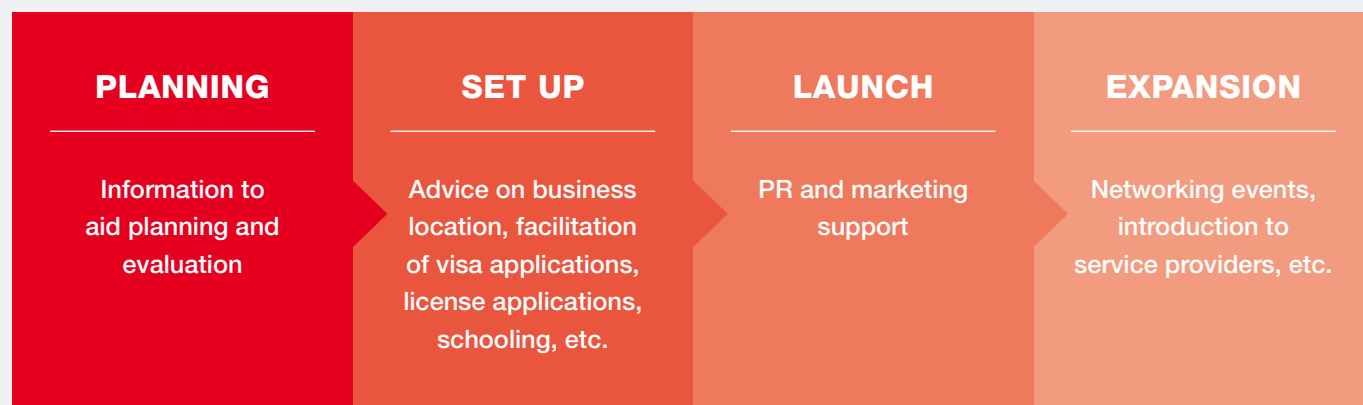 PLANNING
Information to
aid planning and
evaluation
SET UP
Advice on business
location, facilitation
of visa applications,
license applications,
schooling, etc.
LAUNCH
PR and marketing
support
EXPANSION
Networking events,
introduction to
service providers, etc.